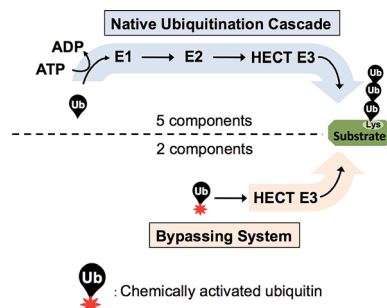 Native Ubiquitination Cascade
ADP
ATP
E1
E2
HECT E3
Ub
Ub
Ub
Ub
Lys
Substrate
5 components
2 components
Ub
HECT E3
Bypassing System
Ub
: Chemically activated ubiquitin